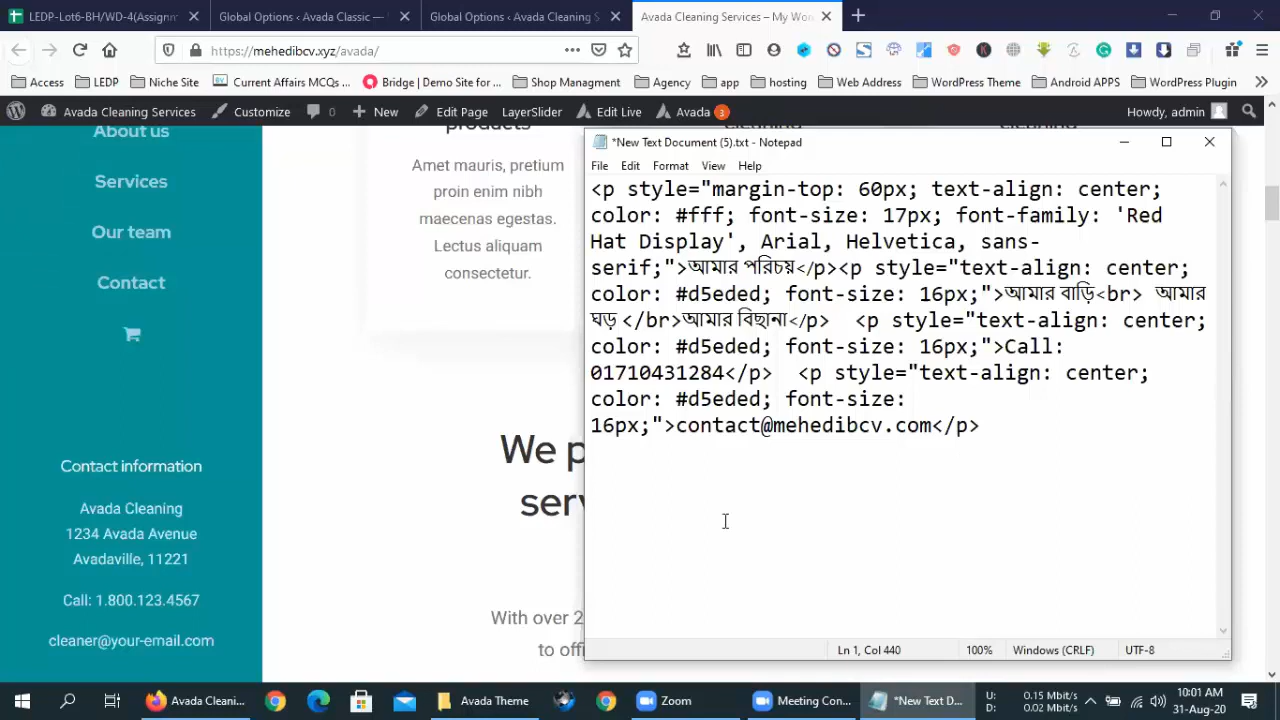 LEDP-Lot6-BH/WD-4(Assignm
Global Options ‹ Avada Classic —
Global Options ‹ Avada Cleaning S
Avada Cleaning Services – My Wo
https://mehedibcv.xyz/avada/
Access
LEDP
Niche Site
Current Affairs MCQs ...
Bridge | Demo Site for ...
Shop Managment
Agency
app
hosting
Web Address
WordPress Theme
Android APPS
WordPress Plugin
Avada Cleaning Services
Customize
0
New
Edit Page
LayerSlider
Edit Live
Avada 3
Howdy, admin
About us
Services
Our team
Contact
Contact information
Avada Cleaning
1234 Avada Avenue
Avadaville, 11221
Call: 1.800.123.4567
cleaner@your-email.com
products
Amet mauris, pretium
proin enim nibh
maecenas egestas.
Lectus aliquam
consectetur.
We p
serv
With over 2
to offi
*New Text Document (5).txt - Notepad
File Edit Format View Help
<p style="margin-top: 60px; text-align: center;
color: #fff; font-size: 17px; font-family: 'Red
Hat Display', Arial, Helvetica, sans-
serif;">আমার পরিচয়</p><p style="text-align: center;
color: #d5eded; font-size: 16px;">আমার বাড়ি<br> আমার
ঘড় </br>আমার বিছানা</p>  <p style="text-align: center;
color: #d5eded; font-size: 16px;">Call:
01710431284</p>  <p style="text-align: center;
color: #d5eded; font-size:
16px;">contact@mehedibcv.com</p>
Ln 1, Col 440
100%
Windows (CRLF)
UTF-8
Avada Cleani...
Avada Theme
Zoom
Meeting Con...
*New Text D...
U: 0.15 Mbit/s
D: 0.02 Mbit/s
10:01 AM
31-Aug-20